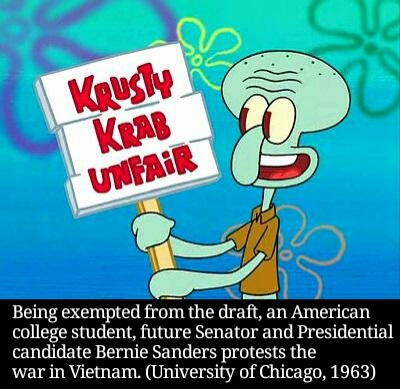 KRUSTY
KRAB
UNFAIR
Being exempted from the draft, an American
college student, future Senator and Presidential
candidate Bernie Sanders protests the
war in Vietnam. (University of Chicago, 1963)